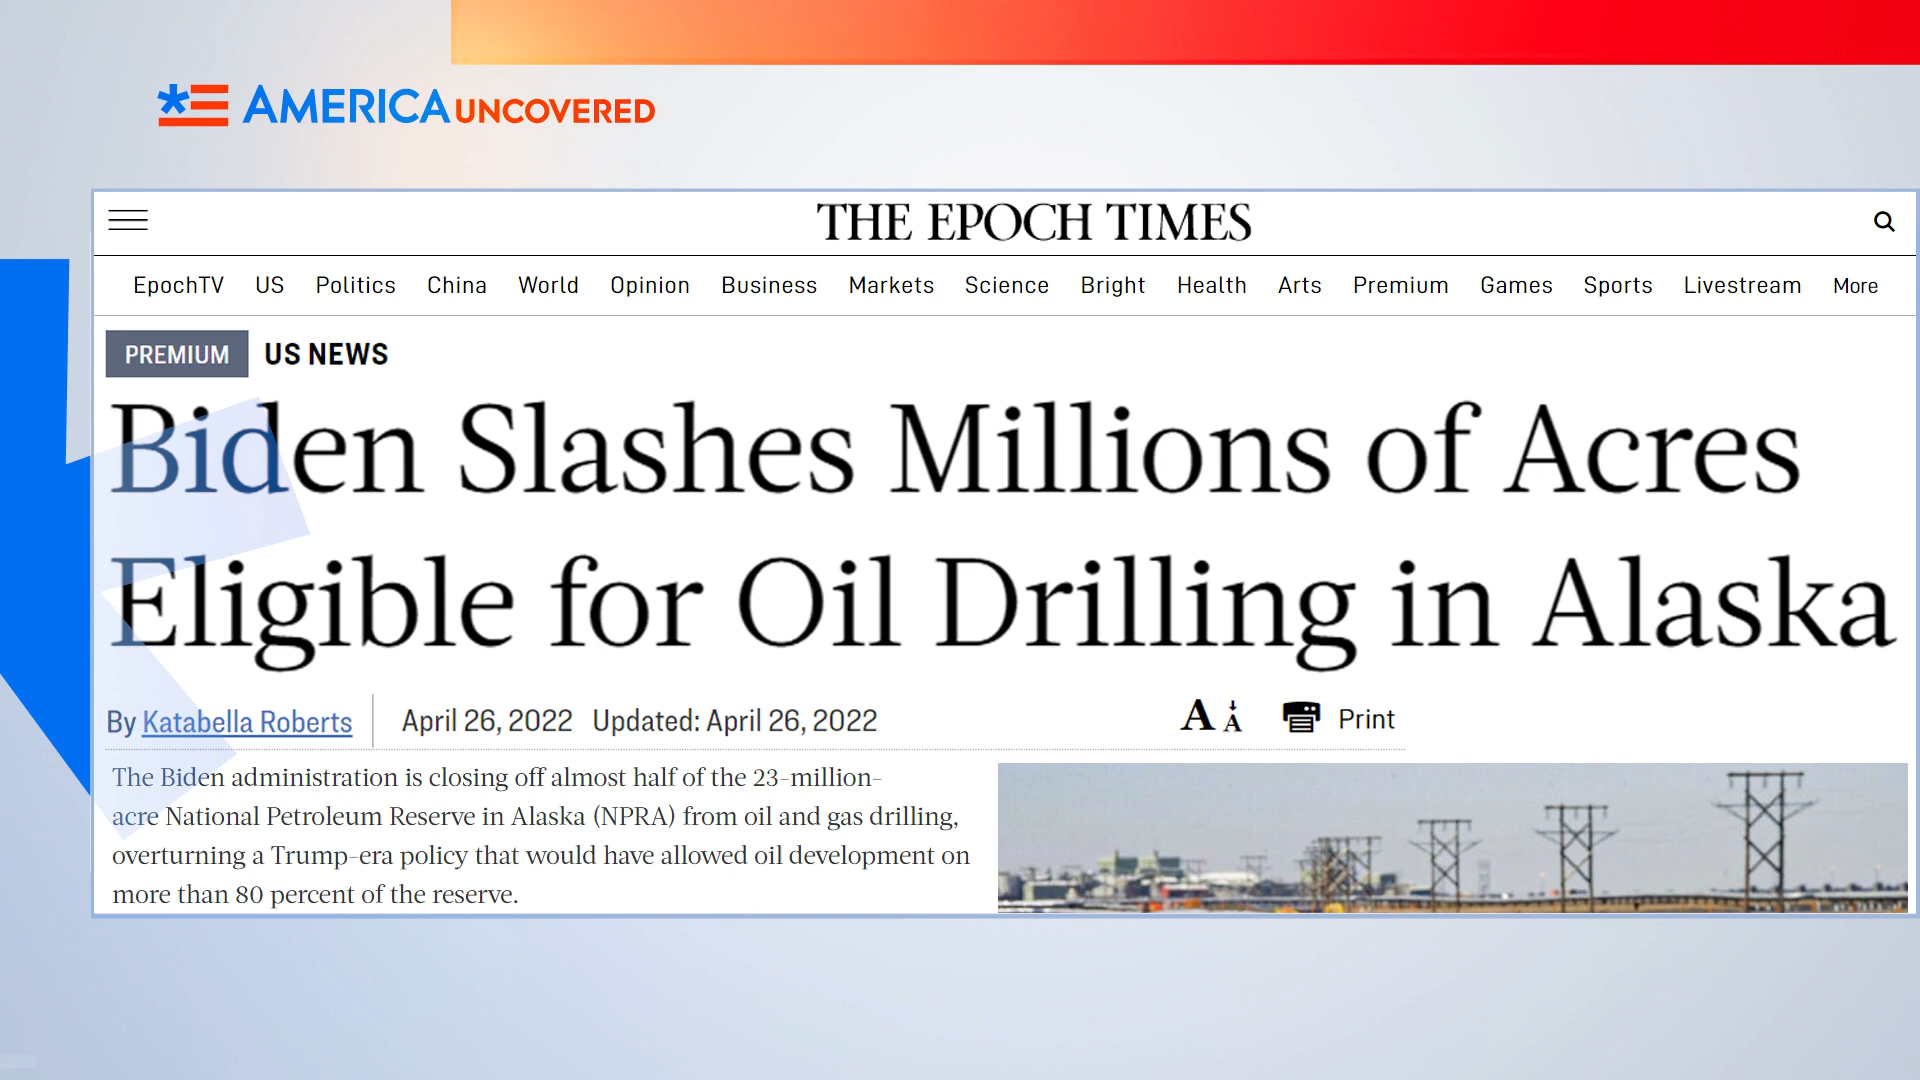 AMERICA UNCOVERED
THE EPOCH TIMES
EpochTV US Politics China World Opinion Business Markets Science Bright Health Arts Premium Games Sports Livestream More
PREMIUM US NEWS
Biden Slashes Millions of Acres
Eligible for Oil Drilling in Alaska
By Katabella Roberts April 26, 2022 Updated: April 26, 2022 A A Print
The Biden administration is closing off almost half of the 23-million-
acre National Petroleum Reserve in Alaska (NPRA) from oil and gas drilling,
overturning a Trump-era policy that would have allowed oil development on
more than 80 percent of the reserve.